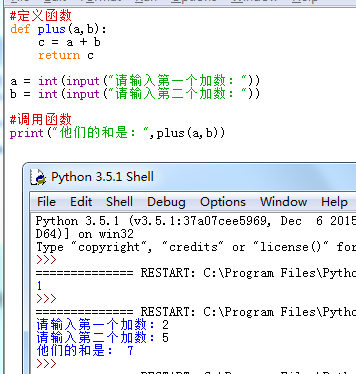 #定义函数
def plus(a,b):
    c = a + b
    return c
a = int(input("请输入第一个加数："))
b = int(input("请输入第二个加数："))
#调用函数
print("他们的和是：",plus(a,b))
Python 3.5.1 Shell
File Edit Shell Debug Options Window Help
Python 3.5.1 (v3.5.1:37a07cee5969, Dec  6 2015
D64)] on win32
Type "copyright", "credits" or "license()" for
>>>
============== RESTART: C:\Program Files\Pytho
1
>>>
============== RESTART: C:\Program Files\Pytho
请输入第一个加数：2
请输入第二个加数：5
他们的和是： 7
>>>